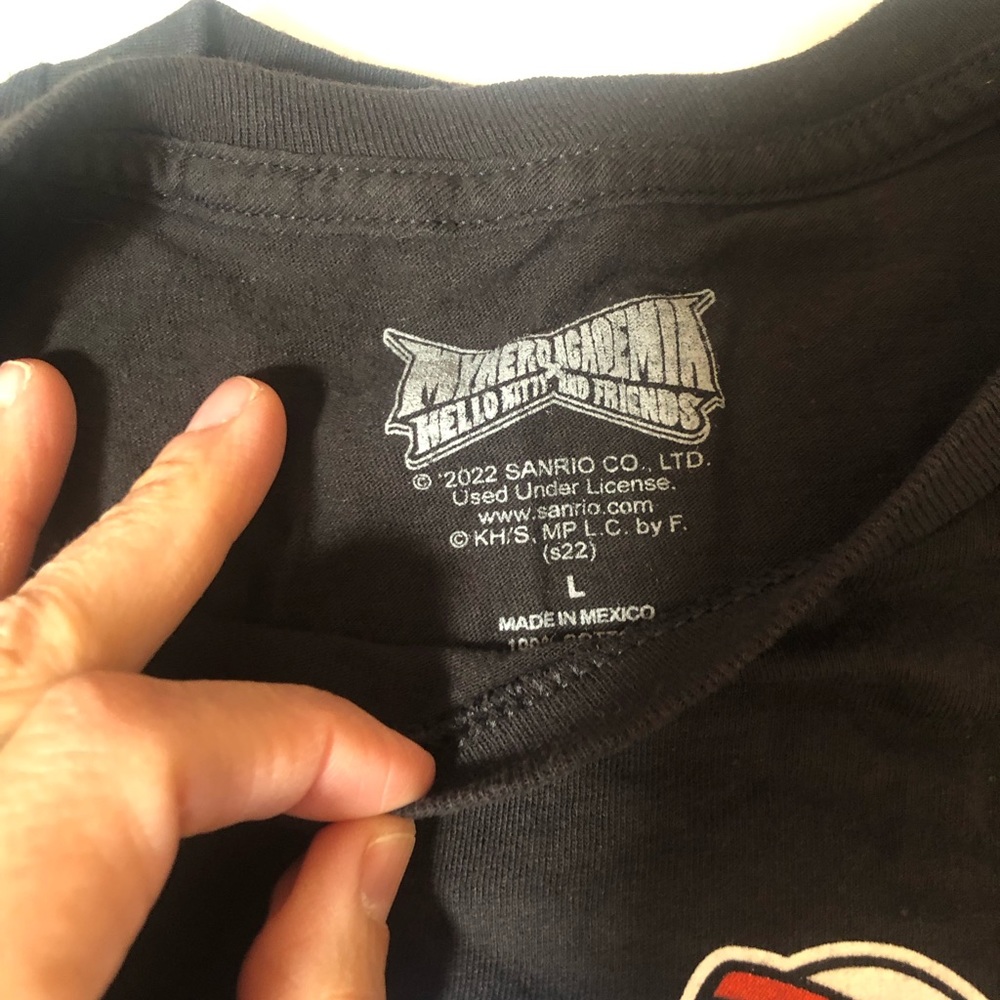 MY HERO ACADEMIA
X
HELLO KITTY AND FRIENDS
© '2022 SANRIO CO., LTD.
Used Under License.
www.sanrio.com
© KH/S, MP L.C. by F.
(s22)
L
MADE IN MEXICO
100%